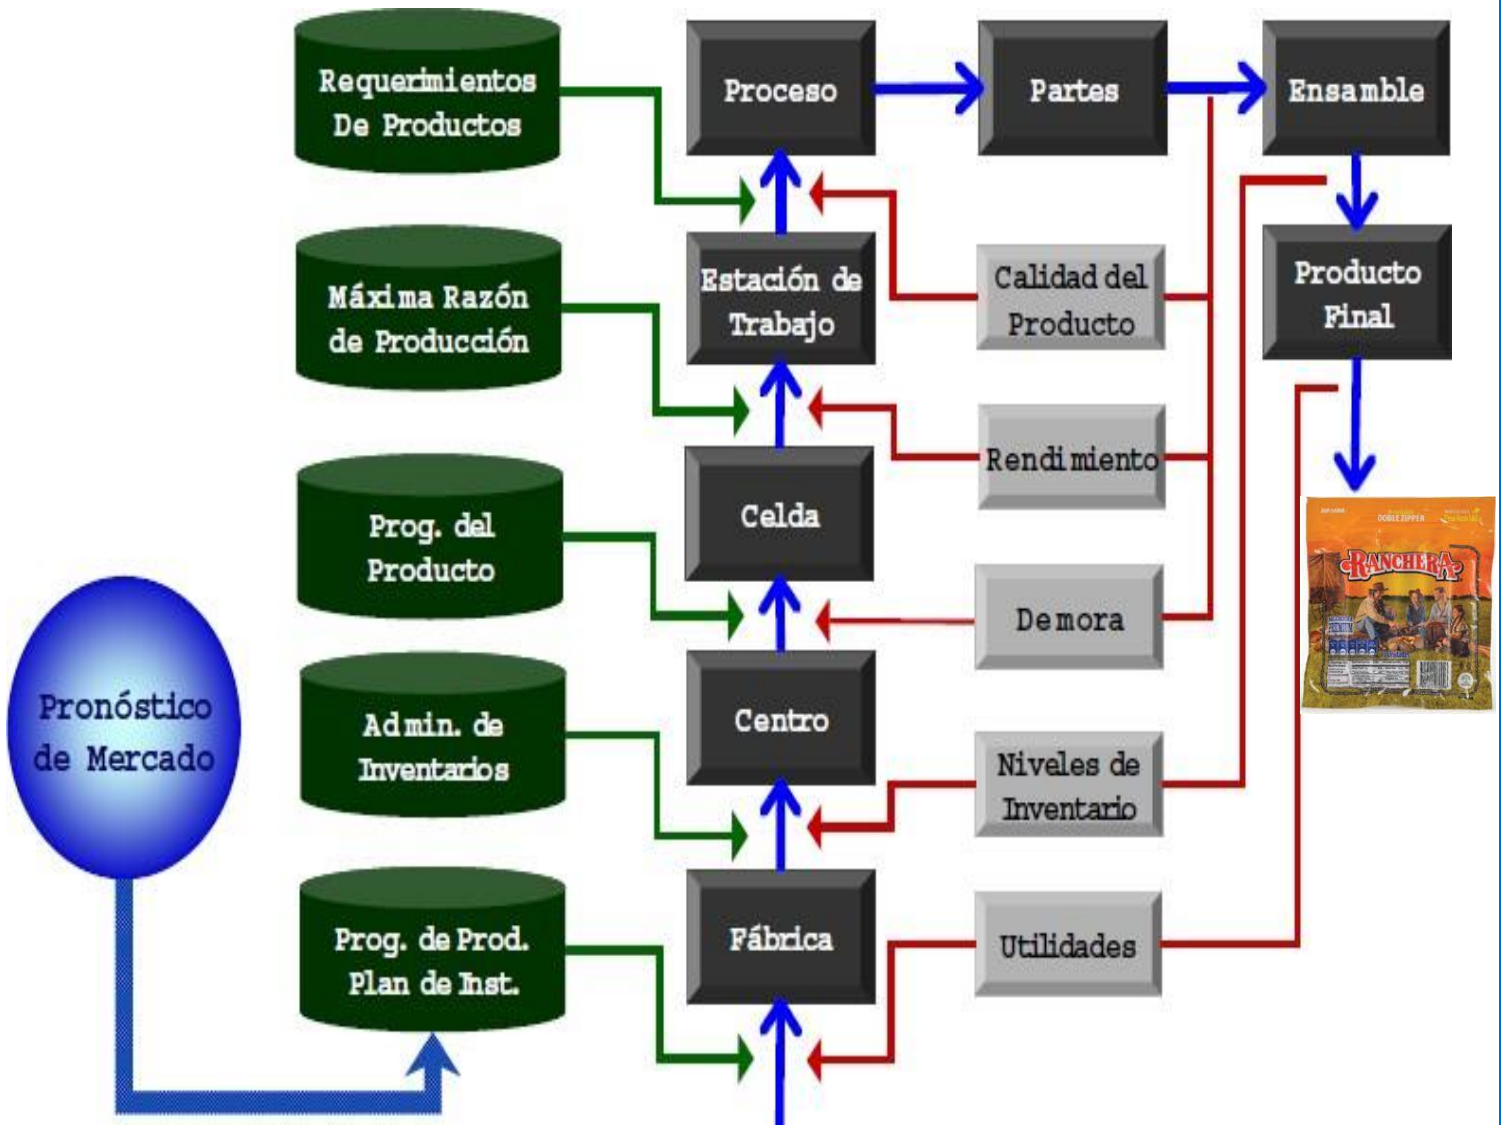 Requerimientos
De Productos
Proceso
Partes
Ensamble
Máxima Razón
de Producción
Estación de
Trabajo
Calidad del
Producto
Producto
Final
Prog. del
Producto
Celda
Rendimiento
DOBLE ZIPPER
RANCHERA
Pronóstico
de Mercado
Admin. de
Inventarios
Centro
Demora
Niveles de
Inventario
Prog. de Prod.
Plan de Inst.
Fábrica
Utilidades